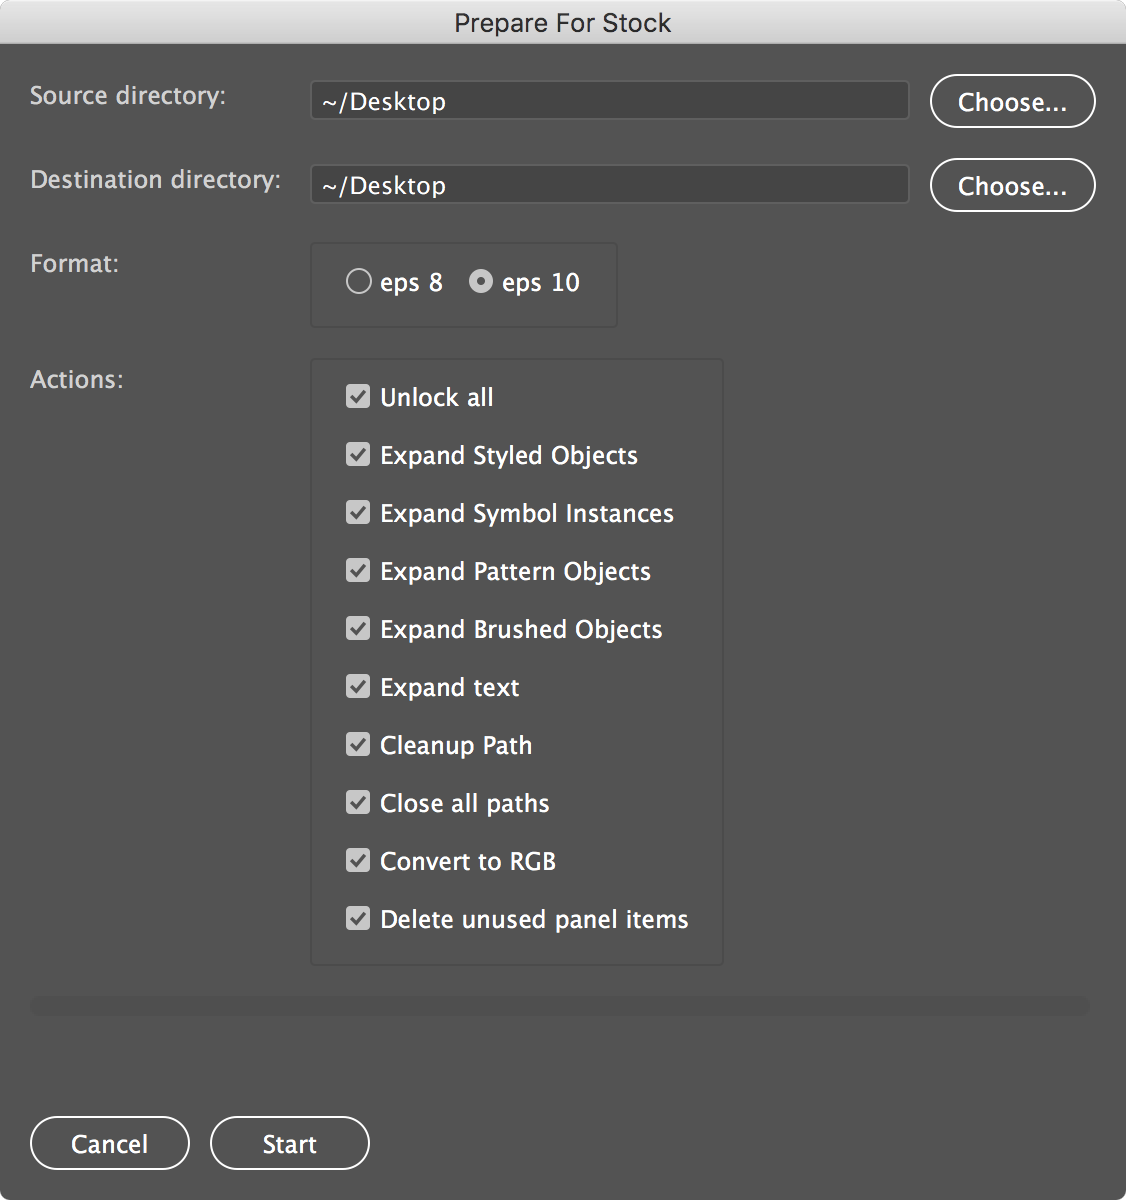 Prepare For Stock
Source directory: ~/Desktop Choose...
Destination directory: ~/Desktop Choose...
Format: eps 8 eps 10
Actions:
Unlock all
Expand Styled Objects
Expand Symbol Instances
Expand Pattern Objects
Expand Brushed Objects
Expand text
Cleanup Path
Close all paths
Convert to RGB
Delete unused panel items
Cancel Start